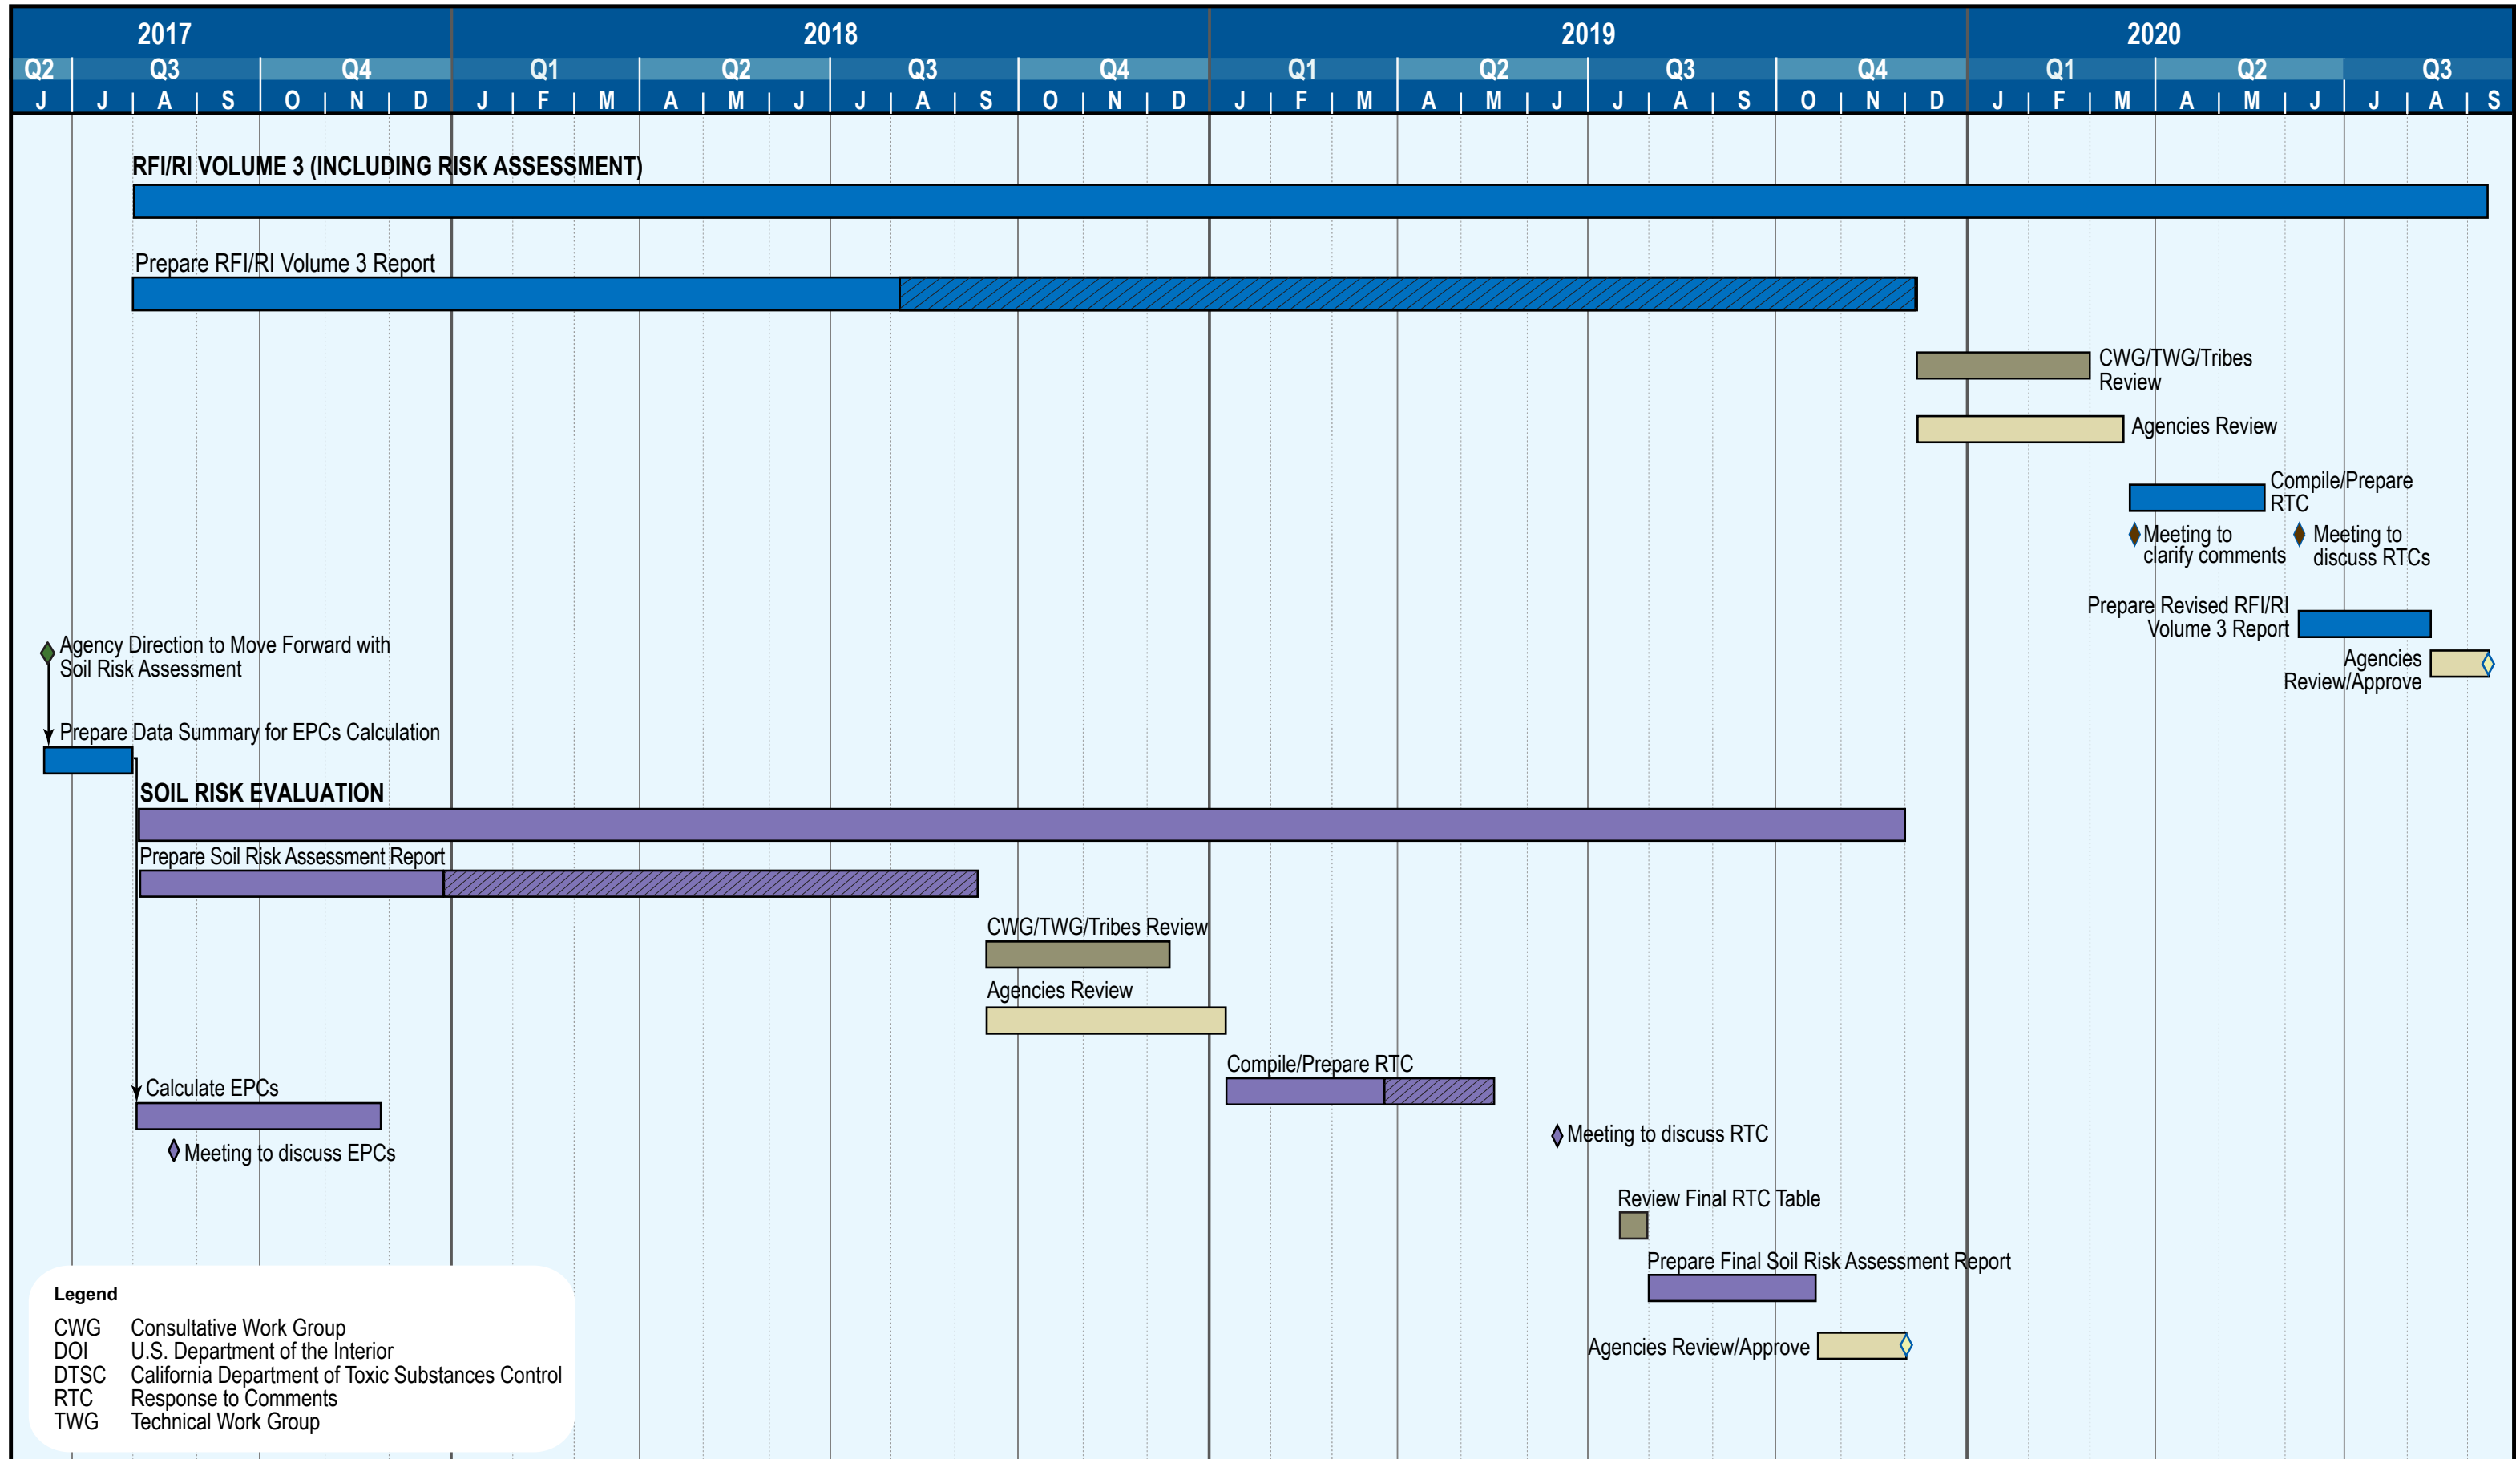 2017 2018 2019 2020
Q2 Q3 Q4 Q1 Q2 Q3 Q4 Q1 Q2 Q3 Q4 Q1 Q2 Q3
J J A S O N D J F M A M J J A S O N D J F M A M J J A S O N D J F M A M J J A S
RFI/RI VOLUME 3 (INCLUDING RISK ASSESSMENT)
Prepare RFI/RI Volume 3 Report
CWG/TWG/Tribes
Review
Agencies Review
Compile/Prepare
RTC
Meeting to
clarify comments
Meeting to
discuss RTCs
Prepare Revised RFI/RI
Volume 3 Report
Agencies
Review/Approve
Agency Direction to Move Forward with
Soil Risk Assessment
Prepare Data Summary for EPCs Calculation
SOIL RISK EVALUATION
Prepare Soil Risk Assessment Report
CWG/TWG/Tribes Review
Agencies Review
Compile/Prepare RTC
Calculate EPCs
Meeting to discuss EPCs
Meeting to discuss RTC
Review Final RTC Table
Prepare Final Soil Risk Assessment Report
Agencies Review/Approve
Legend
CWG Consultative Work Group
DOI U.S. Department of the Interior
DTSC California Department of Toxic Substances Control
RTC Response to Comments
TWG Technical Work Group